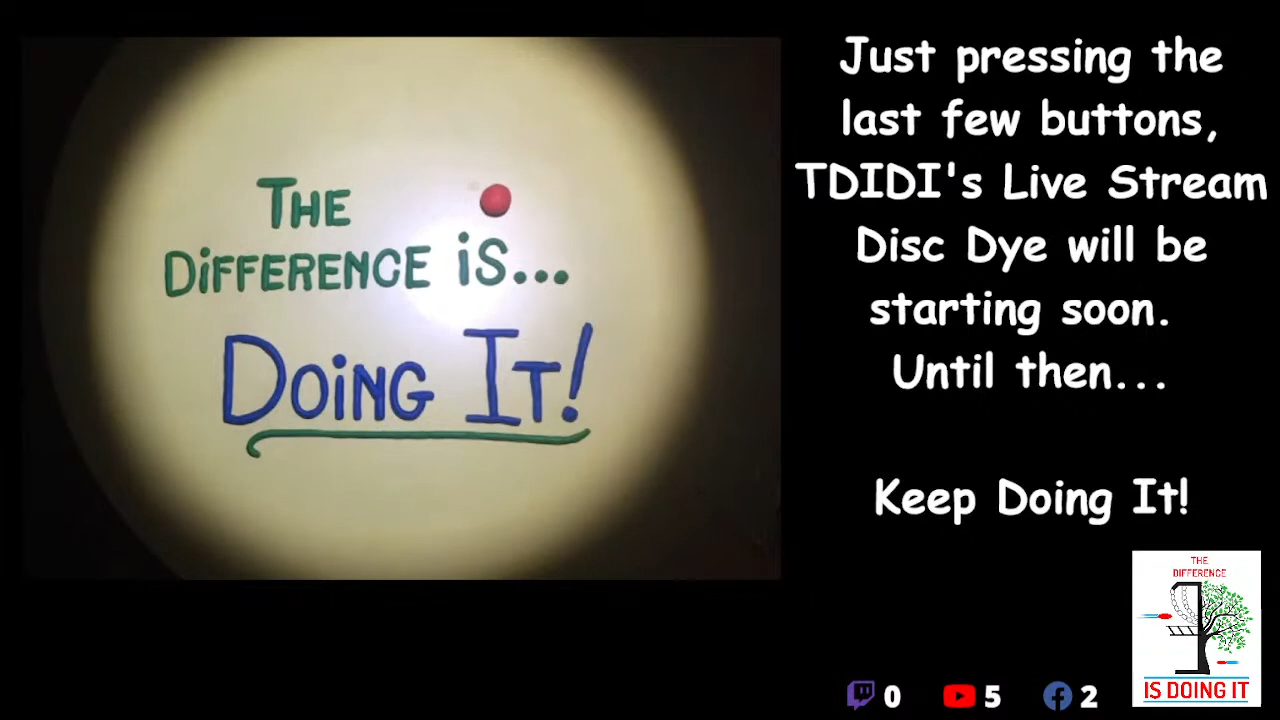 THE
DiFFERENCE iS...
DOiNG IT!
Just pressing the
last few buttons,
TDIDI's Live Stream
Disc Dye will be
starting soon.
Until then...
Keep Doing It!
THE
DIFFERENCE
IS DOING IT
0
5
2